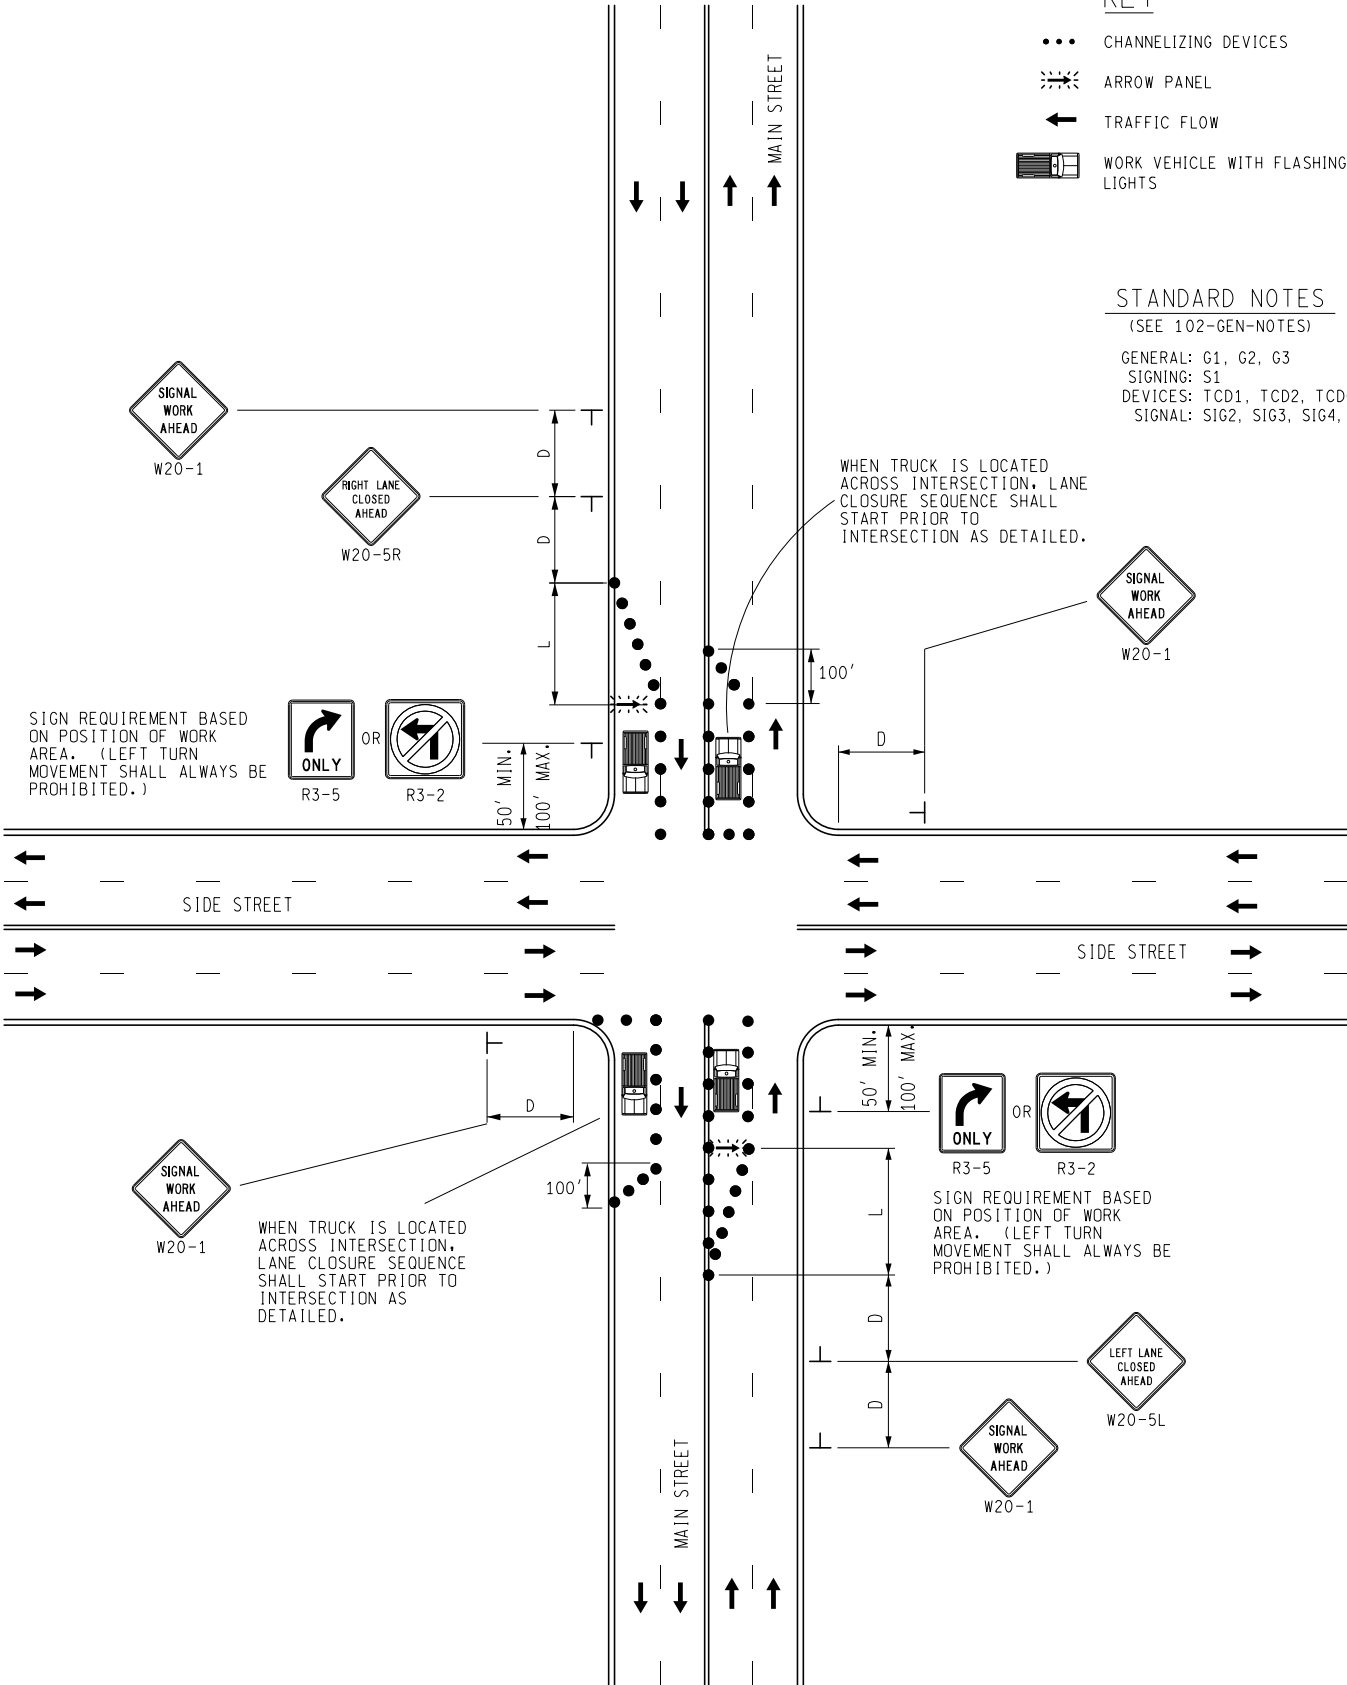 KEY
CHANNELIZING DEVICES
ARROW PANEL
TRAFFIC FLOW
WORK VEHICLE WITH FLASHING
LIGHTS
MAIN STREET
STANDARD NOTES
(SEE 102-GEN-NOTES)
GENERAL: G1, G2, G3
SIGNING: S1
DEVICES: TCD1, TCD2, TCD
SIGNAL: SIG2, SIG3, SIG4,
SIGNAL
WORK
AHEAD
W20-1
D
RIGHT LANE
CLOSED
AHEAD
W20-5R
D
L
WHEN TRUCK IS LOCATED
ACROSS INTERSECTION, LANE
CLOSURE SEQUENCE SHALL
START PRIOR TO
INTERSECTION AS DETAILED.
SIGNAL
WORK
AHEAD
W20-1
100'
D
SIGN REQUIREMENT BASED
ON POSITION OF WORK
AREA. (LEFT TURN
MOVEMENT SHALL ALWAYS BE
PROHIBITED.)
ONLY
R3-5
OR
R3-2
50' MIN.
100' MAX.
SIDE STREET
SIDE STREET
D
SIGNAL
WORK
AHEAD
W20-1
100'
WHEN TRUCK IS LOCATED
ACROSS INTERSECTION,
LANE CLOSURE SEQUENCE
SHALL START PRIOR TO
INTERSECTION AS
DETAILED.
50' MIN.
100' MAX.
ONLY
R3-5
OR
R3-2
SIGN REQUIREMENT BASED
ON POSITION OF WORK
AREA. (LEFT TURN
MOVEMENT SHALL ALWAYS BE
PROHIBITED.)
L
D
D
LEFT LANE
CLOSED
AHEAD
W20-5L
SIGNAL
WORK
AHEAD
W20-1
MAIN STREET